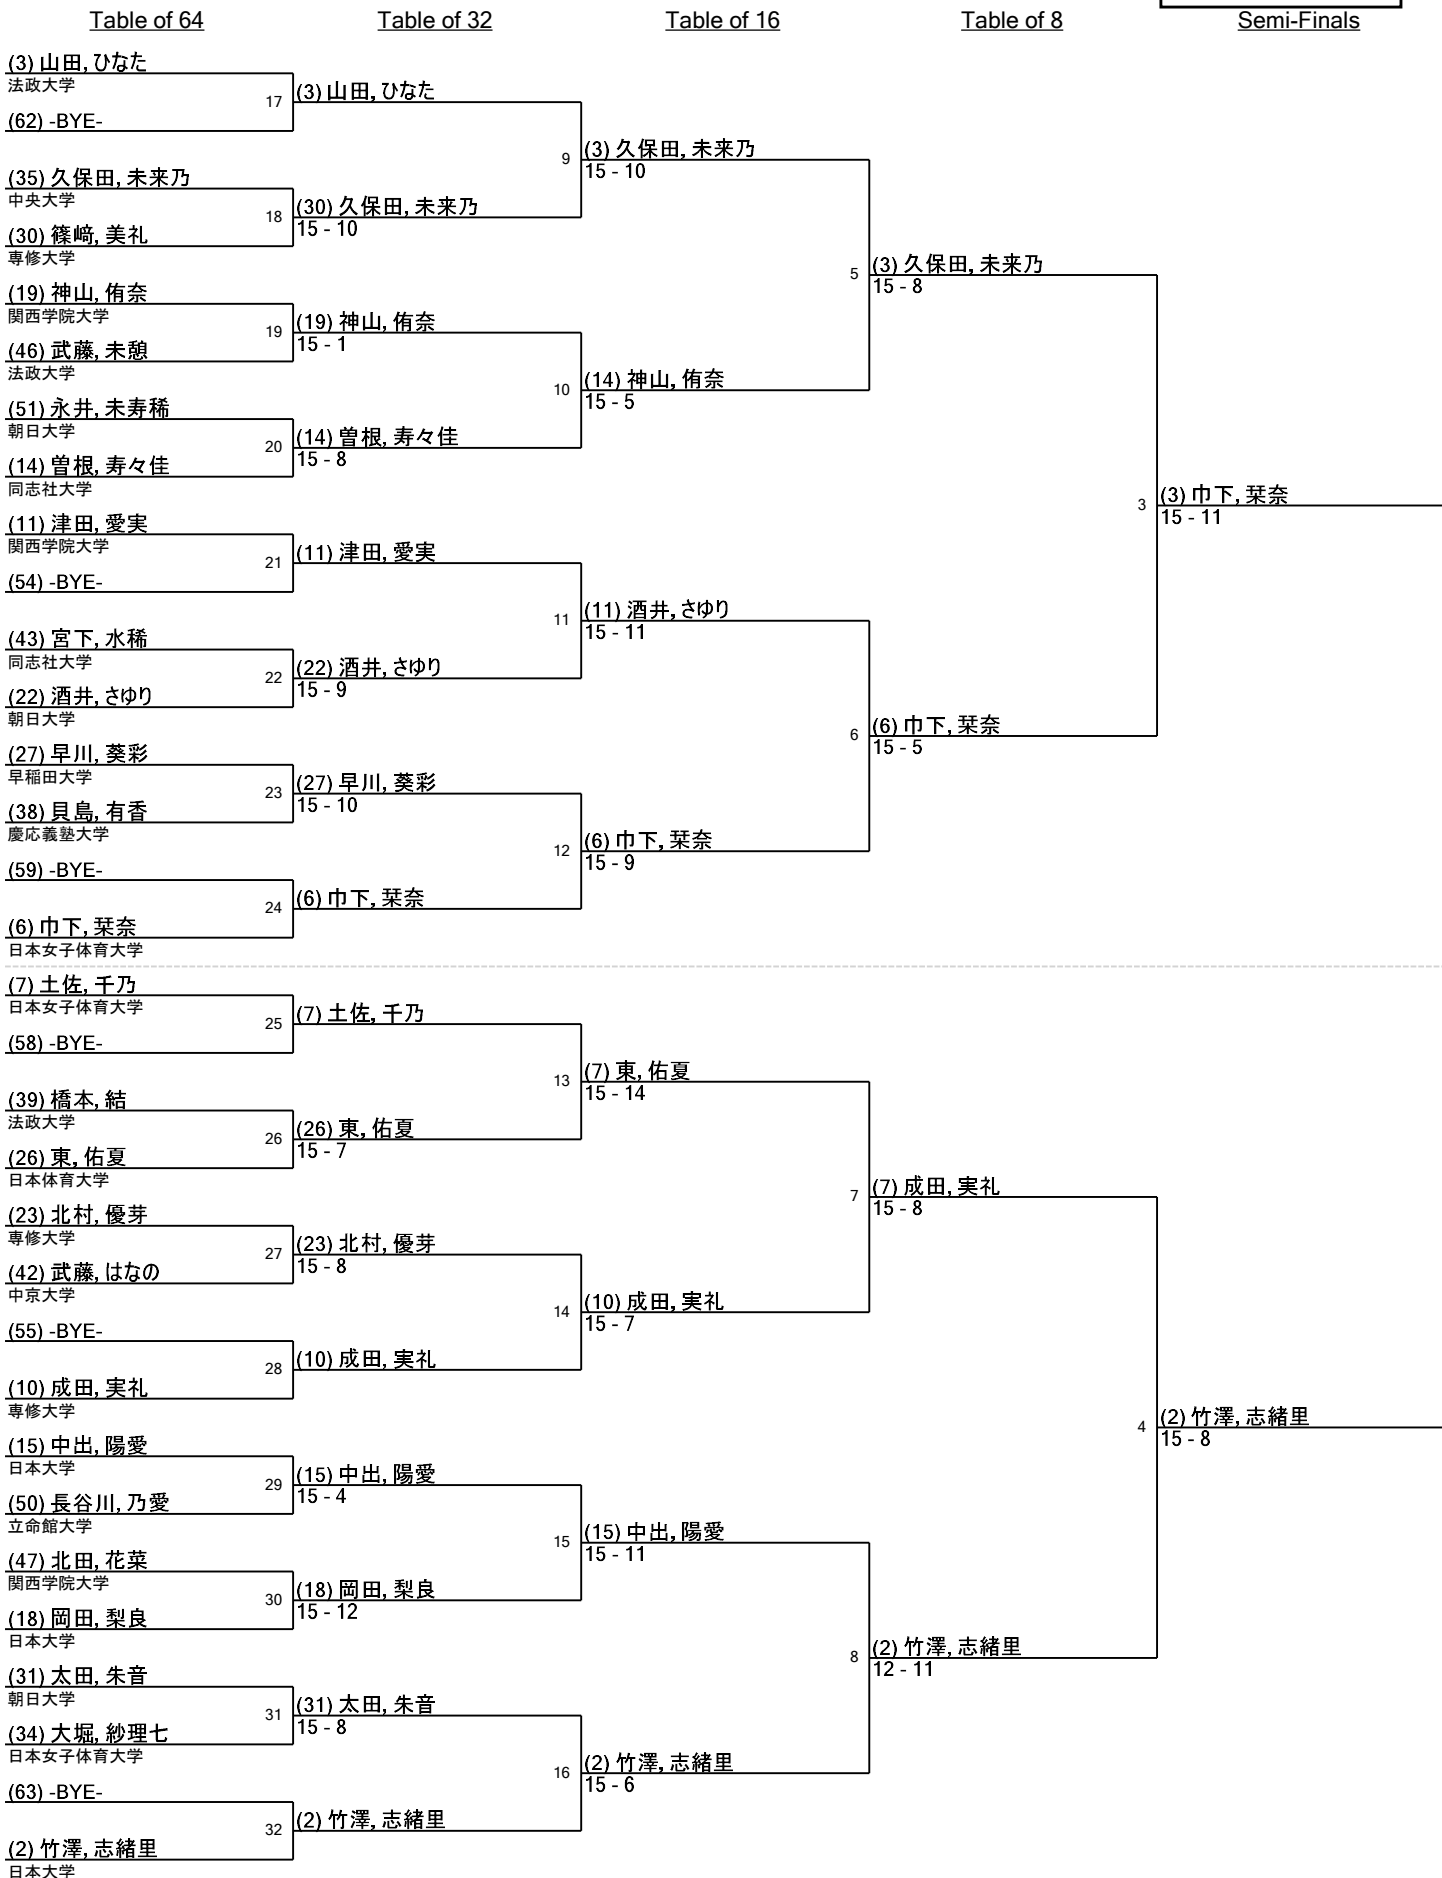 Table of 64
Table of 32
Table of 16
Table of 8
Semi-Finals
(3) 山田, ひなた
法政大学
(62) -BYE-
(35) 久保田, 未来乃
中央大学
(30) 篠﨑, 美礼
専修大学
(19) 神山, 侑奈
関西学院大学
(46) 武藤, 未憩
法政大学
(51) 永井, 未寿稀
朝日大学
(14) 曽根, 寿々佳
同志社大学
(11) 津田, 愛実
関西学院大学
(54) -BYE-
(43) 宮下, 水稀
同志社大学
(22) 酒井, さゆり
朝日大学
(27) 早川, 葵彩
早稲田大学
(38) 貝島, 有香
慶応義塾大学
(59) -BYE-
(6) 巾下, 栞奈
日本女子体育大学
(7) 土佐, 千乃
日本女子体育大学
(58) -BYE-
(39) 橋本, 結
法政大学
(26) 東, 佑夏
日本体育大学
(23) 北村, 優芽
専修大学
(42) 武藤, はなの
中京大学
(55) -BYE-
(10) 成田, 実礼
専修大学
(15) 中出, 陽愛
日本大学
(50) 長谷川, 乃愛
立命館大学
(47) 北田, 花菜
関西学院大学
(18) 岡田, 梨良
日本大学
(31) 太田, 朱音
朝日大学
(34) 大堀, 紗理七
日本女子体育大学
(63) -BYE-
(2) 竹澤, 志緒里
日本大学
17
(3) 山田, ひなた
18
(30) 久保田, 未来乃
15 - 10
19
(19) 神山, 侑奈
15 - 1
20
(14) 曽根, 寿々佳
15 - 8
21
(11) 津田, 愛実
22
(22) 酒井, さゆり
15 - 9
23
(27) 早川, 葵彩
15 - 10
24
(6) 巾下, 栞奈
25
(7) 土佐, 千乃
26
(26) 東, 佑夏
15 - 7
27
(23) 北村, 優芽
15 - 8
28
(10) 成田, 実礼
29
(15) 中出, 陽愛
15 - 4
30
(18) 岡田, 梨良
15 - 12
31
(31) 太田, 朱音
15 - 8
32
(2) 竹澤, 志緒里
9
(3) 久保田, 未来乃
15 - 10
10
(14) 神山, 侑奈
15 - 5
11
(11) 酒井, さゆり
15 - 11
12
(6) 巾下, 栞奈
15 - 9
13
(7) 東, 佑夏
15 - 14
14
(10) 成田, 実礼
15 - 7
15
(15) 中出, 陽愛
15 - 11
16
(2) 竹澤, 志緒里
15 - 6
5
(3) 久保田, 未来乃
15 - 8
6
(6) 巾下, 栞奈
15 - 5
7
(7) 成田, 実礼
15 - 8
8
(2) 竹澤, 志緒里
12 - 11
3
(3) 巾下, 栞奈
15 - 11
4
(2) 竹澤, 志緒里
15 - 8